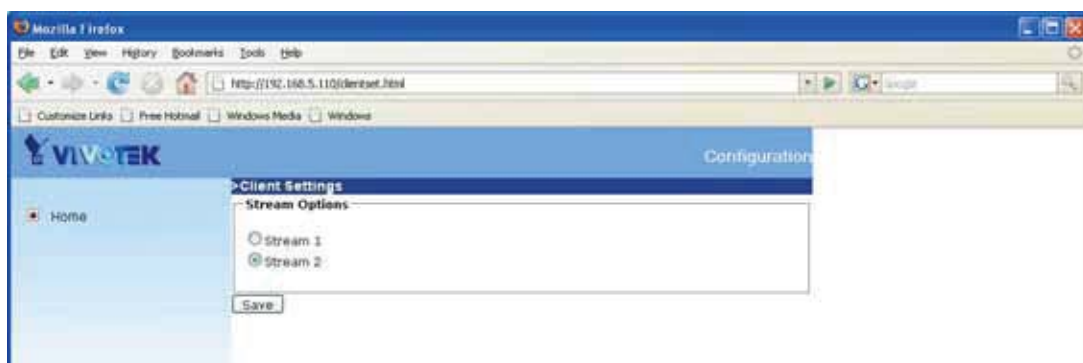 Mozilla Firefox
File Edit View History Bookmarks Tools Help
http://192.168.5.110/clientset.html
Google
Customize Links Free Hotmail Windows Media Windows
VIVOTEK
Configuration
>Client Settings
Home
Stream Options
Stream 1
Stream 2
Save